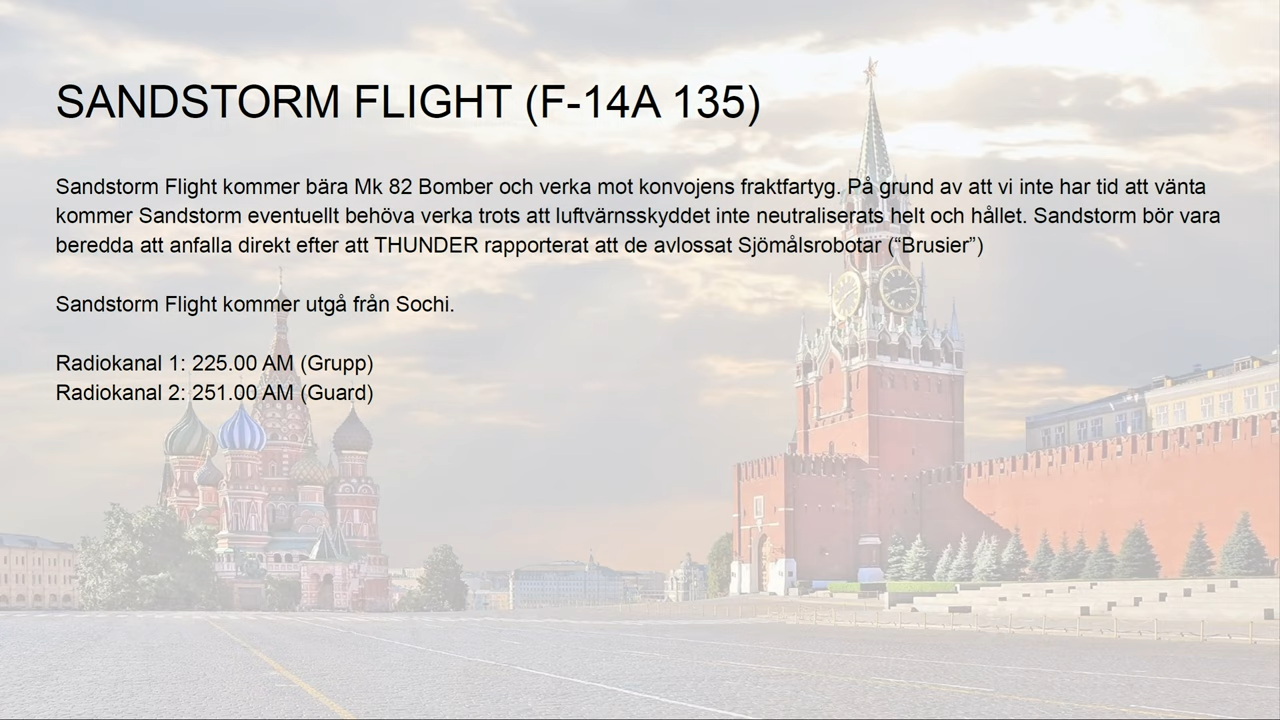 SANDSTORM FLIGHT (F-14A 135)
Sandstorm Flight kommer bära Mk 82 Bomber och verka mot konvojens fraktfartyg. På grund av att vi inte har tid att vänta
kommer Sandstorm eventuellt behöva verka trots att luftvärnsskyddet inte neutraliserats helt och hållet. Sandstorm bör vara
beredda att anfalla direkt efter att THUNDER rapporterat att de avlossat Sjömålsrobotar (“Brusier”)
Sandstorm Flight kommer utgå från Sochi.
Radiokanal 1: 225.00 AM (Grupp)
Radiokanal 2: 251.00 AM (Guard)